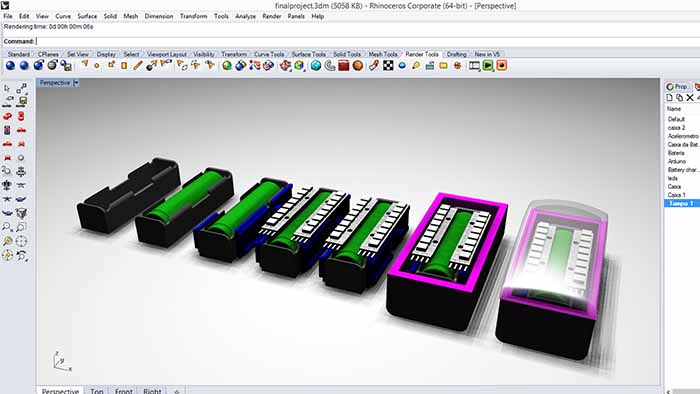 finalproject.3dm (5058 KB) - Rhinoceros Corporate (64-bit) - [Perspective]
File Edit View Curve Surface Solid Mesh Dimension Transform Tools Analyze Render Panels Help
Rendering time: 0d 00h 00m 06s
Command:
Standard CPlanes Set View Display Select Viewport Layout Visibility Transform Curve Tools Surface Tools Solid Tools Mesh Tools Render Tools Drafting New in V5
Perspective
Prop...
Name
Default
caixa 2
Acelerometro
Caixa da Bat...
Bateria
Arduino
Battery char...
leds
Caixa
Caixa 1
Tampa 1
z
y
x
Perspective Top Front Right